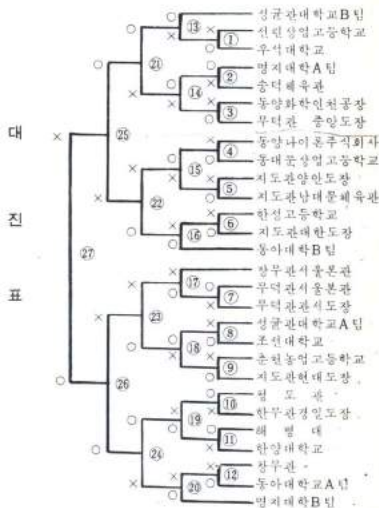 대진표
성균관대학교B팀
선린상업고등학교
우석대학교
명지대학A팀
숭덕체육관
동양화학인천공장
무덕관 중앙도장
동양나이론주식회사
동대문상업고등학교
지도관양안도장
지도관남대문체육관
한성고등학교
지도관대한도장
동아대학B팀
창무관서울본관
무덕관서울본관
무덕관관서도장
성균관대학교A팀
조선대학교
춘천농업고등학교
지도관현대도장
청도관
한무관경일도장
해병대
한양대학교
창무관
동아대학교A팀
명지대학B팀
① ② ③ ④ ⑤ ⑥ ⑦ ⑧ ⑨ ⑩ ⑪ ⑫
⑬ ⑭ ⑮ ⑯ ⑰ ⑱ ⑲ ⑳
㉑ ㉒ ㉓ ㉔
㉕ ㉖
㉗